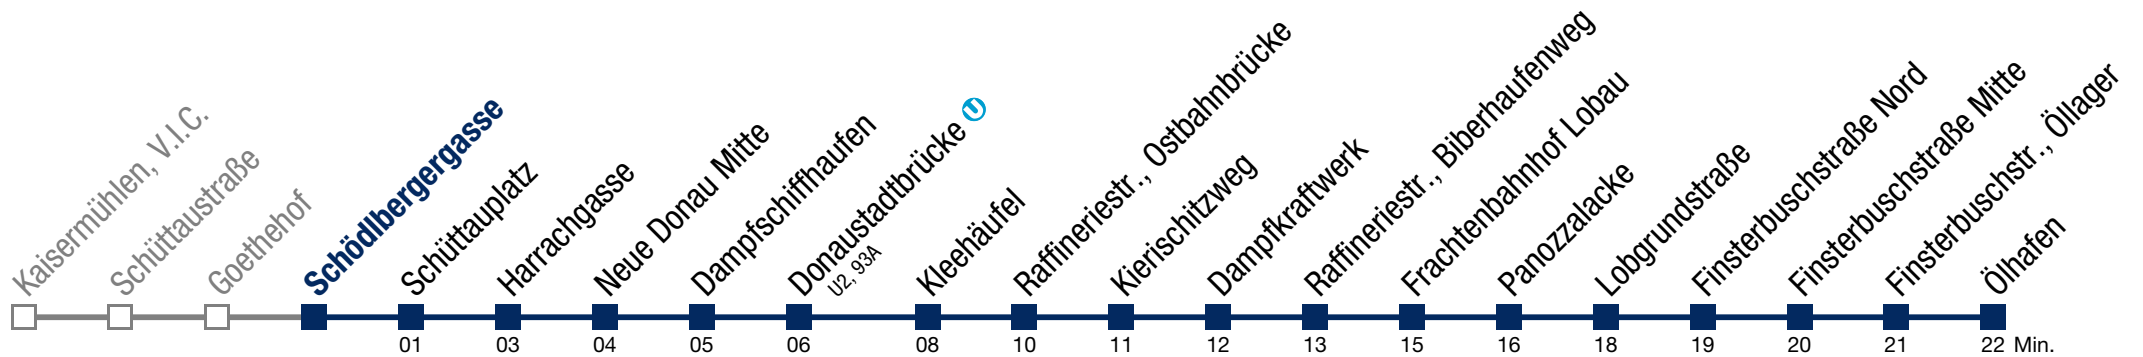 Kaisermühlen, V.I.C.
Schüttaustraße
Goethehof
Schödlbergergasse
Schüttauplatz
Harrachgasse
Neue Donau Mitte
Dampfschiffhaufen
Donaustadtbrücke
U2, 93A
Kleehäufel
Raffineriestr., Ostbahnbrücke
Kierischitzweg
Dampfkraftwerk
Raffineriestr., Biberhaufenweg
Frachtenbahnhof Lobau
Panozzalacke
Lobgrundstraße
Finsterbuschstraße Nord
Finsterbuschstraße Mitte
Finsterbuschstr., Öllager
Ölhafen
01 03 04 05 06 08 10 11 12 13 15 16 18 19 20 21 22 Min.